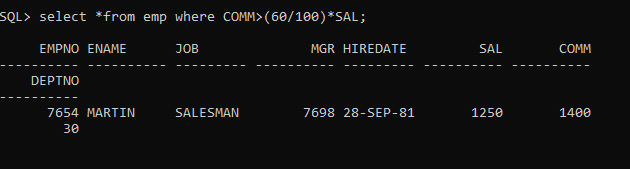 SQL> select *from emp where COMM>(60/100)*SAL;
EMPNO ENAME JOB MGR HIREDATE SAL COMM
---------- ---------- --------- ---------- --------- ---------- ----------
DEPTNO
----------
7654 MARTIN SALESMAN 7698 28-SEP-81 1250 1400
30